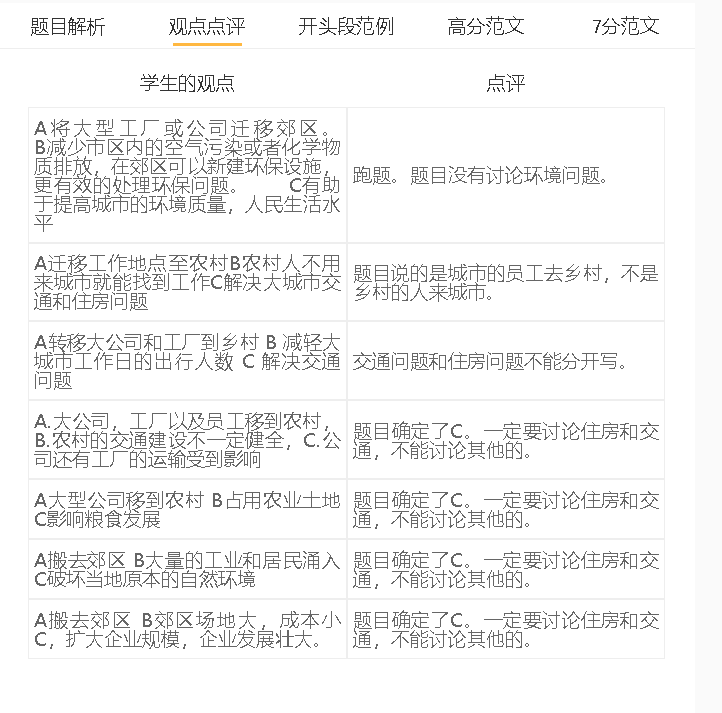 题目解析 观点点评 开头段范例 高分范文 7分范文
学生的观点 点评
A将大型工厂或公司迁移郊区。
B减少市区内的空气污染或者化学物
质排放，在郊区可以新建环保设施，
更有效的处理环保问题。 C有助
于提高城市的环境质量，人民生活水
平
跑题。题目没有讨论环境问题。
A迁移工作地点至农村B农村人不用
来城市就能找到工作C解决大城市交
通和住房问题
题目说的是城市的员工去乡村，不是
乡村的人来城市。
A转移大公司和工厂到乡村 B 减轻大
城市工作日的出行人数 C 解决交通
问题
交通问题和住房问题不能分开写。
A.大公司，工厂以及员工移到农村，
B.农村的交通建设不一定健全，C.公
司还有工厂的运输受到影响
题目确定了C。一定要讨论住房和交
通，不能讨论其他的。
A大型公司移到农村 B占用农业土地
C影响粮食发展
题目确定了C。一定要讨论住房和交
通，不能讨论其他的。
A搬去郊区 B大量的工业和居民涌入
C破坏当地原本的自然环境
题目确定了C。一定要讨论住房和交
通，不能讨论其他的。
A搬去郊区 B郊区场地大，成本小
C，扩大企业规模，企业发展壮大。
题目确定了C。一定要讨论住房和交
通，不能讨论其他的。